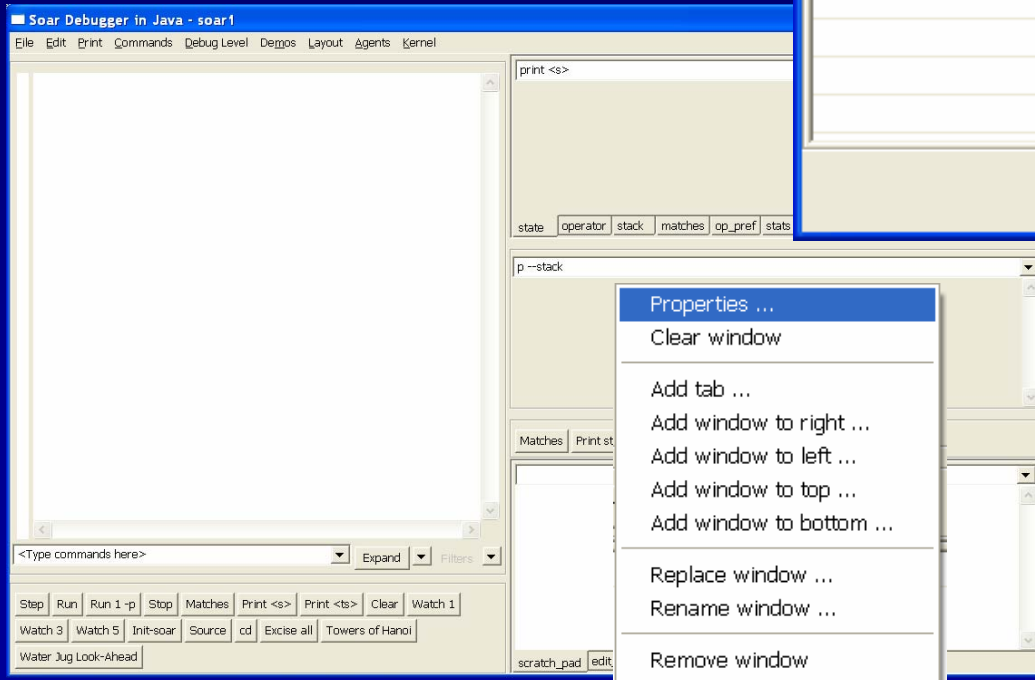 Soar Debugger in Java - soar1
File Edit Print Commands Debug Level Demos Layout Agents Kernel
print <s>
state operator stack matches op_pref stats
p --stack
Properties ...
Clear window
Add tab ...
Add window to right ...
Add window to left ...
Add window to top ...
Add window to bottom ...
Replace window ...
Rename window ...
Remove window
Matches Print st
scratch_pad edit_
<Type commands here> Expand Filters
Step Run Run 1 -p Stop Matches Print <s> Print <ts> Clear Watch 1
Watch 3 Watch 5 Init-soar Source cd Excise all Towers of Hanoi
Water Jug Look-Ahead